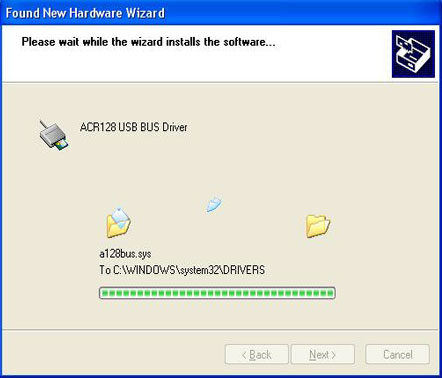 Found New Hardware Wizard
Please wait while the wizard installs the software...
ACR128 USB BUS Driver
a128bus.sys
To C:\WINDOWS\system32\DRIVERS
< Back
Next >
Cancel